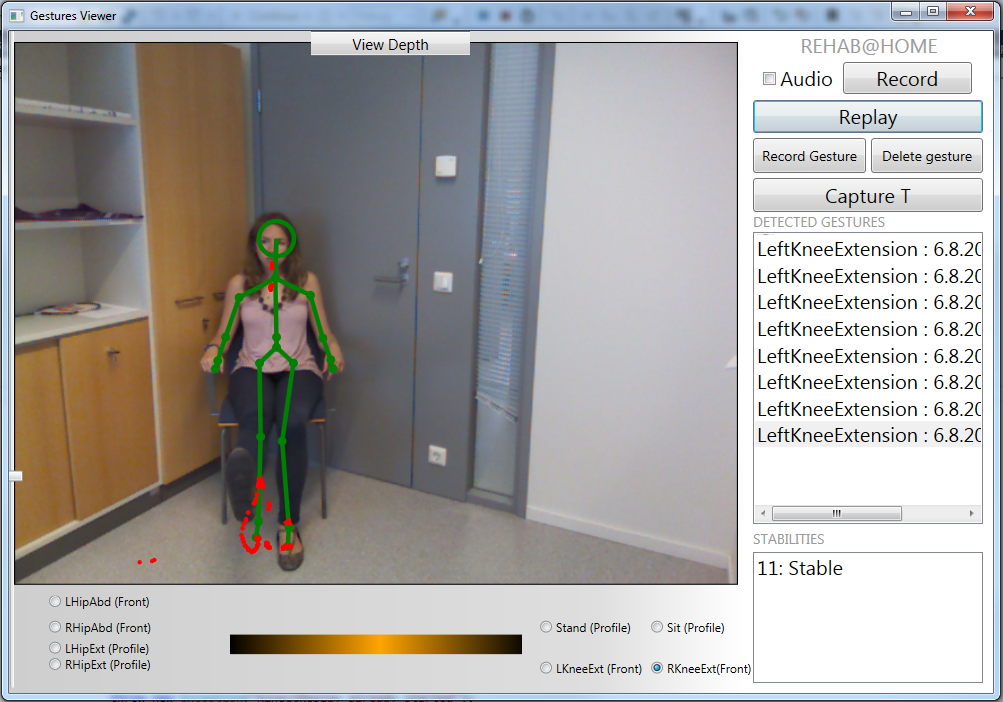 Gestures Viewer
View Depth
REHAB@HOME
Audio
Record
Replay
Record Gesture
Delete gesture
Capture T
DETECTED GESTURES
LeftKneeExtension : 6.8.20
LeftKneeExtension : 6.8.20
LeftKneeExtension : 6.8.20
LeftKneeExtension : 6.8.20
LeftKneeExtension : 6.8.20
LeftKneeExtension : 6.8.20
LeftKneeExtension : 6.8.20
LeftKneeExtension : 6.8.20
STABILITIES
11: Stable
LHipAbd (Front)
RHipAbd (Front)
LHipExt (Profile)
RHipExt (Profile)
Stand (Profile)
Sit (Profile)
LKneeExt (Front)
RKneeExt(Front)